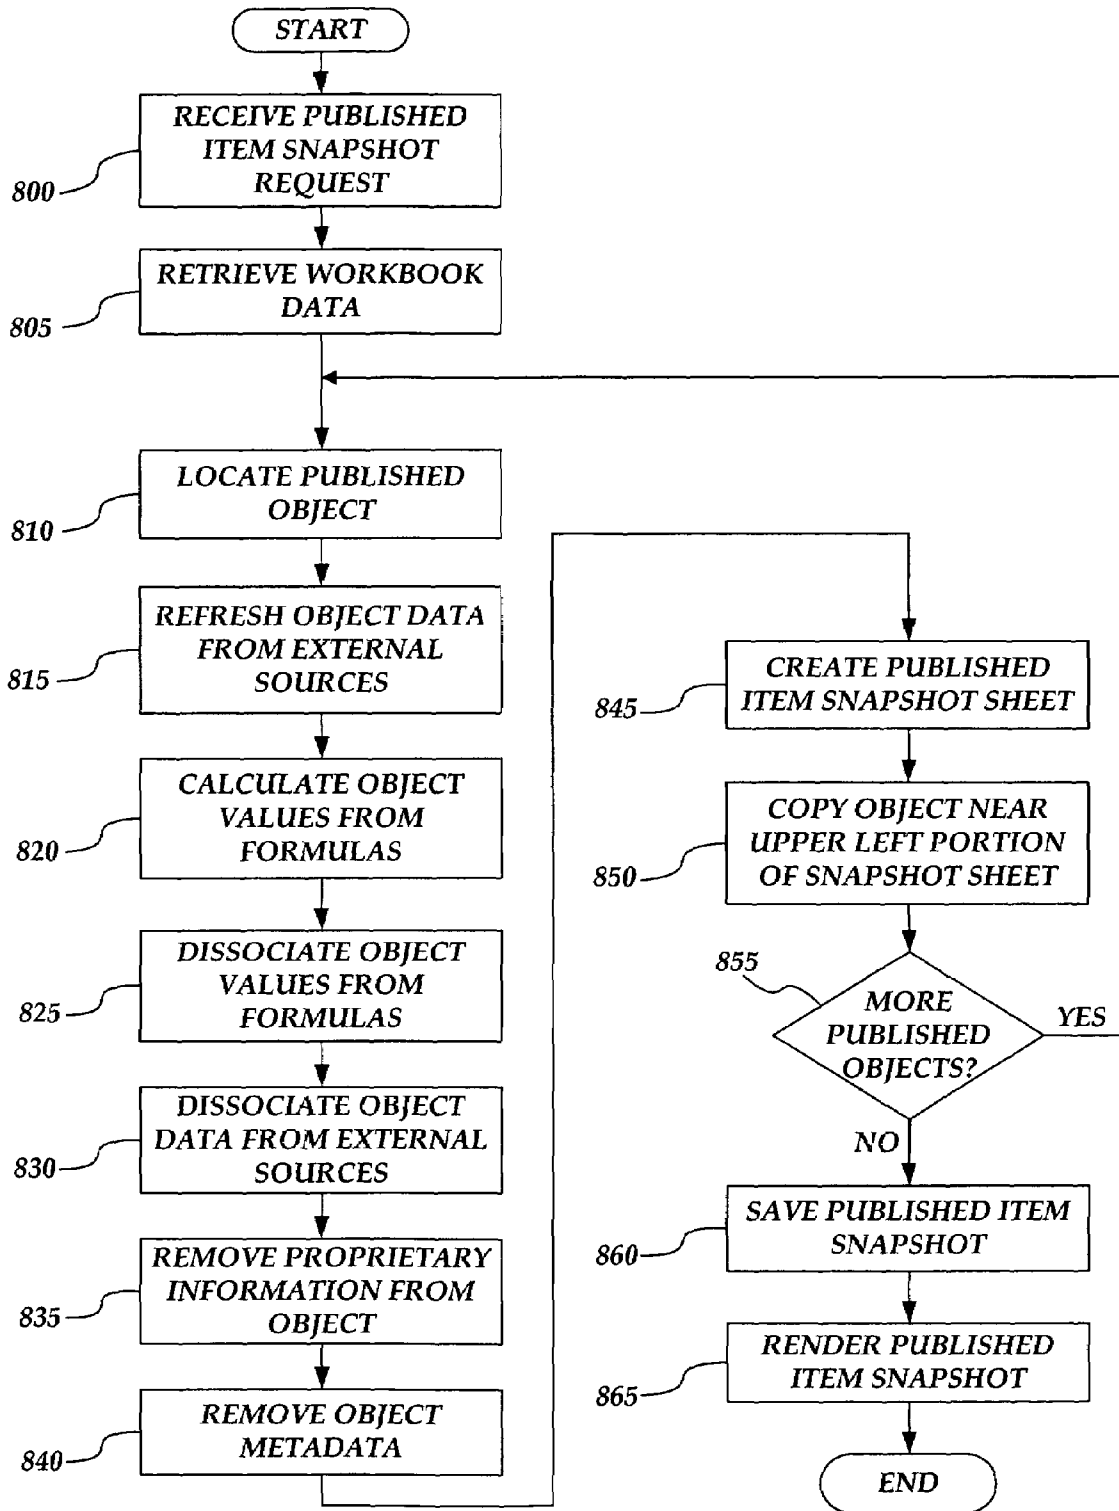 START
RECEIVE PUBLISHED
ITEM SNAPSHOT
REQUEST
800
RETRIEVE WORKBOOK
DATA
805
LOCATE PUBLISHED
OBJECT
810
REFRESH OBJECT DATA
FROM EXTERNAL
SOURCES
815
CALCULATE OBJECT
VALUES FROM
FORMULAS
820
DISSOCIATE OBJECT
VALUES FROM
FORMULAS
825
DISSOCIATE OBJECT
DATA FROM EXTERNAL
SOURCES
830
REMOVE PROPRIETARY
INFORMATION FROM
OBJECT
835
REMOVE OBJECT
METADATA
840
CREATE PUBLISHED
ITEM SNAPSHOT SHEET
845
COPY OBJECT NEAR
UPPER LEFT PORTION
OF SNAPSHOT SHEET
850
855
MORE
PUBLISHED
OBJECTS?
YES
NO
SAVE PUBLISHED ITEM
SNAPSHOT
860
RENDER PUBLISHED
ITEM SNAPSHOT
865
END